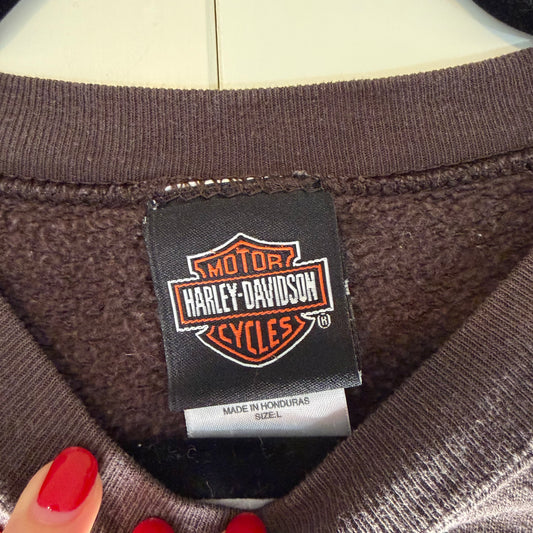 MOTOR
HARLEY-DAVIDSON
CYCLES
®
MADE IN HONDURAS
SIZE:L